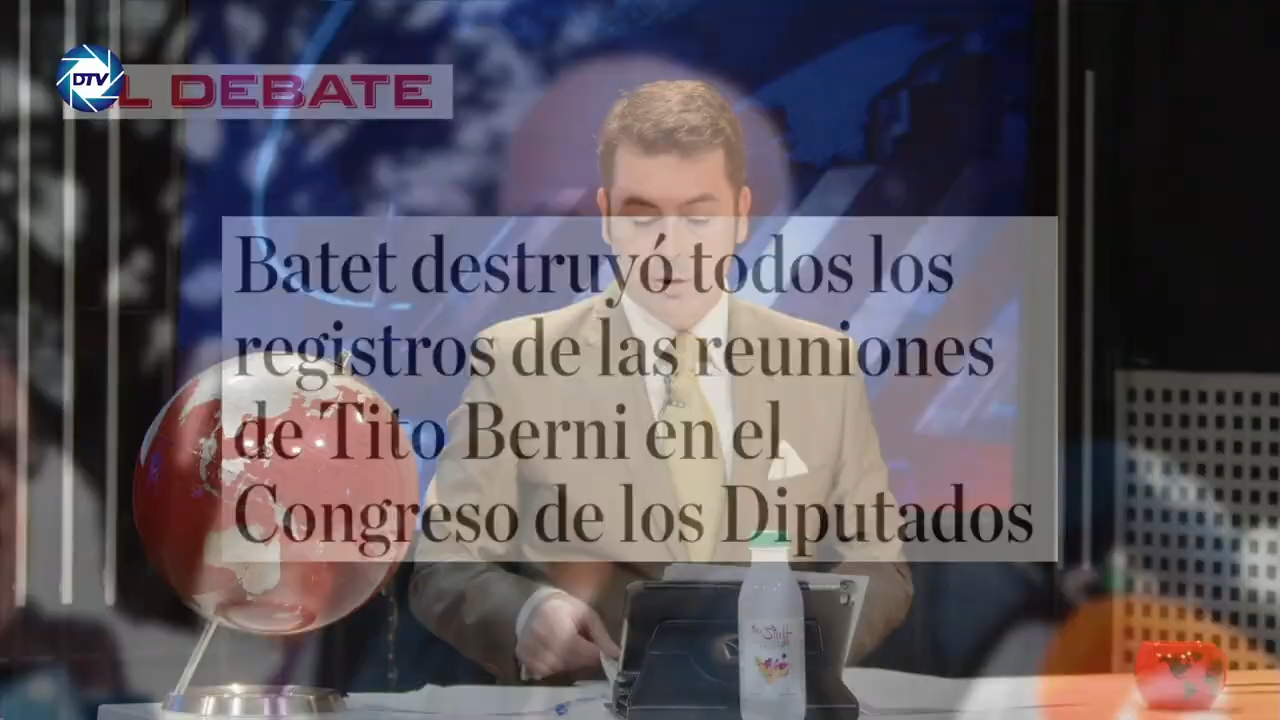 DTV
L DEBATE
Batet destruyó todos los
registros de las reuniones
de Tito Berni en el
Congreso de los Diputados